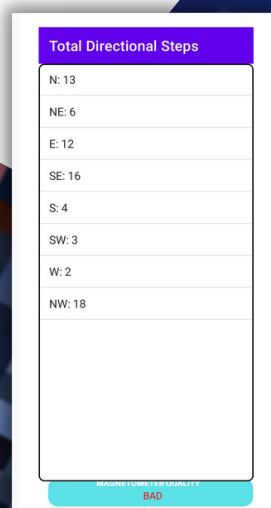 Total Directional Steps
N: 13
NE: 6
E: 12
SE: 16
S: 4
SW: 3
W: 2
NW: 18
MAGNETOMETER QUALITY
BAD